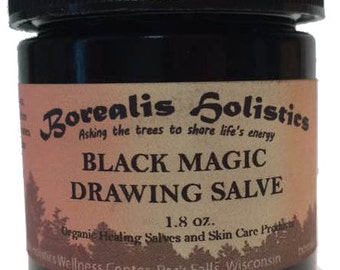 Borealis Holistics
Asking the trees to share life's energy
BLACK MAGIC
DRAWING SALVE
1.8 oz.
Organic Healing Salves and Skin Care Products
Wellness Center, Rock Falls, Wisconsin